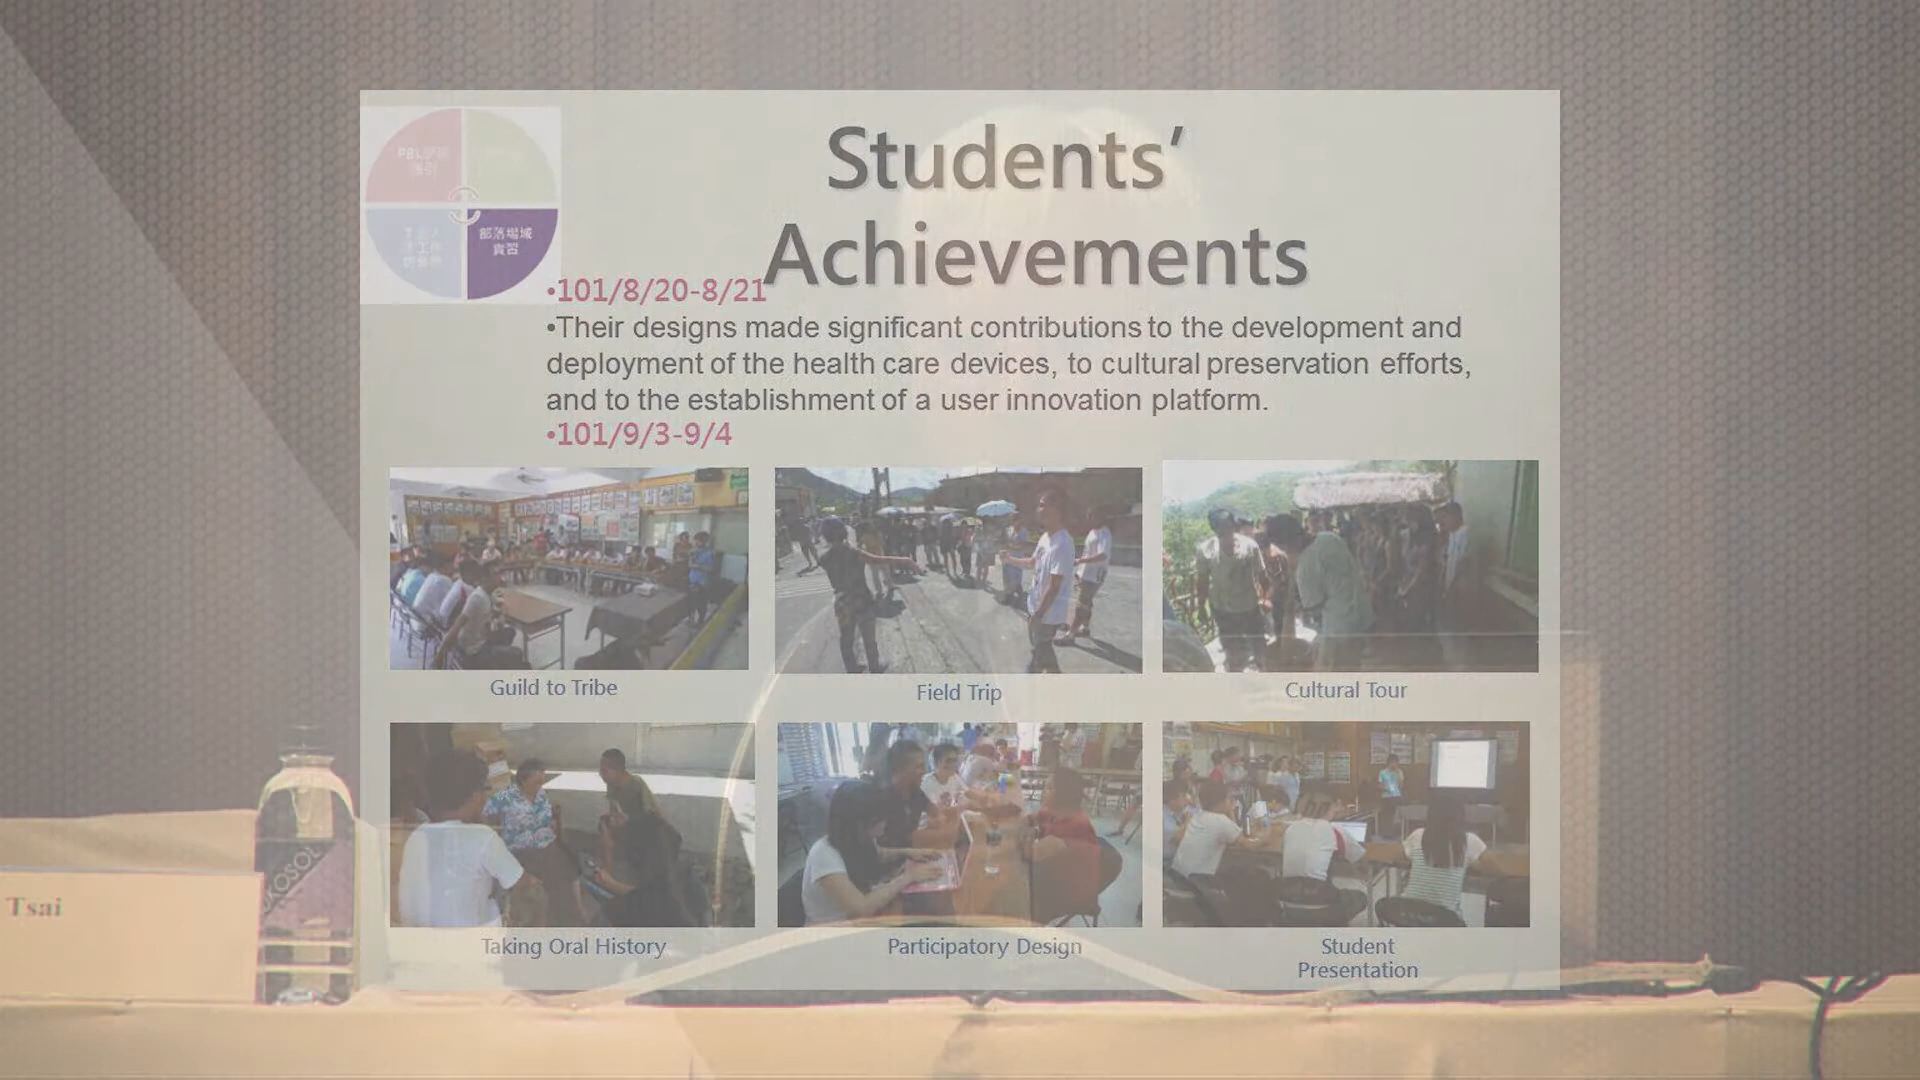 Students’
Achievements
部落場域
實習
•101/8/20-8/21
•Their designs made significant contributions to the development and
deployment of the health care devices, to cultural preservation efforts,
and to the establishment of a user innovation platform.
•101/9/3-9/4
Guild to Tribe
Field Trip
Cultural Tour
Taking Oral History
Participatory Design
Student
Presentation
Tsai